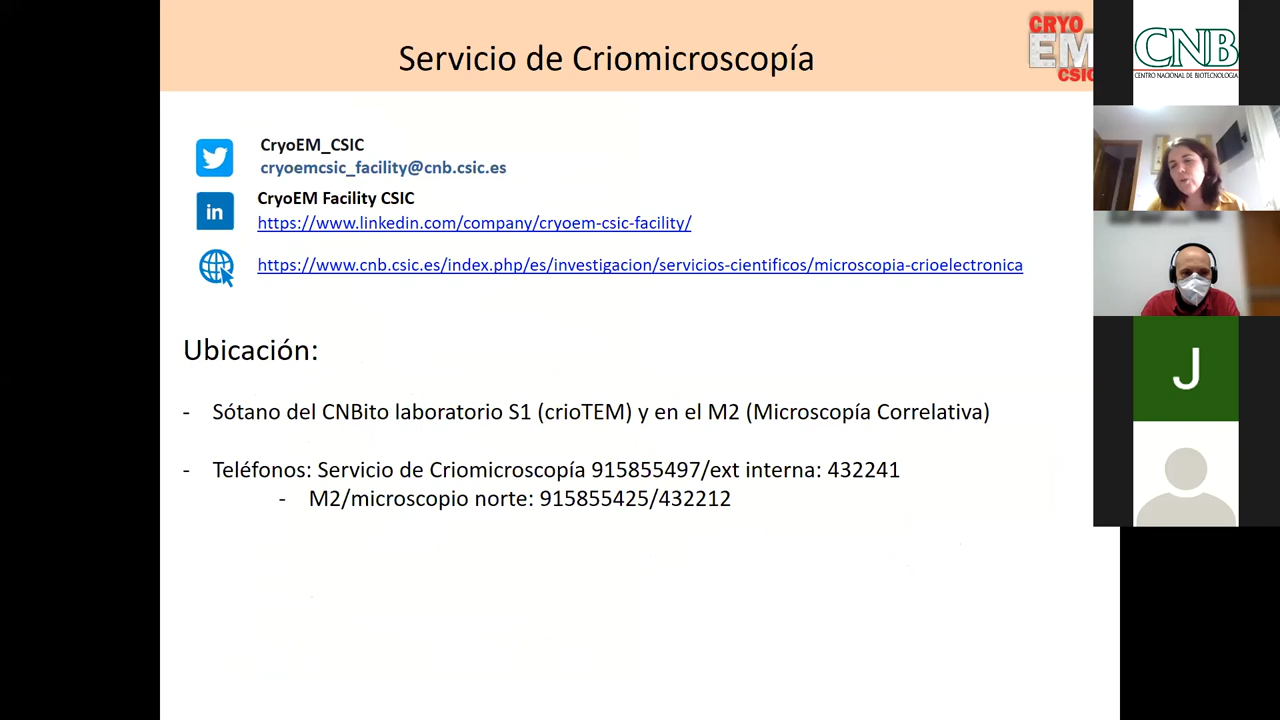 Servicio de Criomicroscopía
CRYO
EM
CSIC
CNB
CENTRO NACIONAL DE BIOTECNOLOGIA
CryoEM_CSIC
cryoemcsic_facility@cnb.csic.es
in
CryoEM Facility CSIC
https://www.linkedin.com/company/cryoem-csic-facility/
https://www.cnb.csic.es/index.php/es/investigacion/servicios-cientificos/microscopia-crioelectronica
J
Ubicación:
- Sótano del CNBito laboratorio S1 (crioTEM) y en el M2 (Microscopía Correlativa)
- Teléfonos: Servicio de Criomicroscopía 915855497/ext interna: 432241
- M2/microscopio norte: 915855425/432212